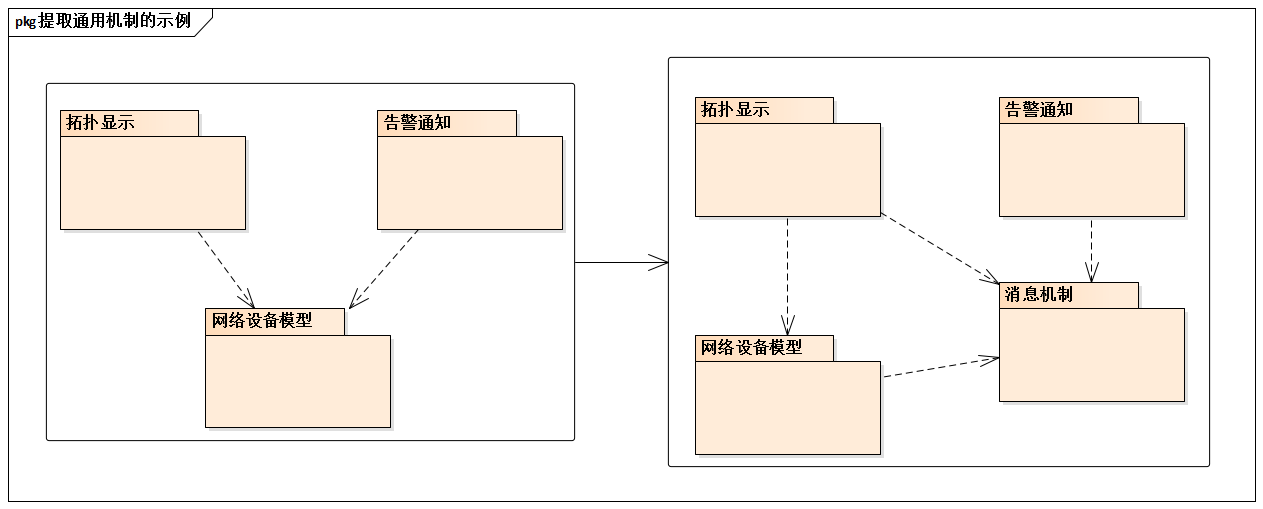 pkg 提取通用机制的示例
拓扑显示
告警通知
网络设备模型
拓扑显示
告警通知
消息机制
网络设备模型